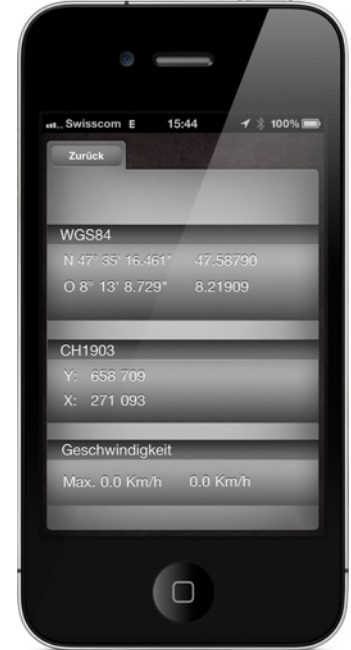 Swisscom E 15:44 100%
Zurück
WGS84
N 47° 35' 16.461" 47.58790
O 8° 13' 8.729" 8.21909
CH1903
Y: 658 709
X: 271 093
Geschwindigkeit
Max. 0.0 Km/h 0.0 Km/h